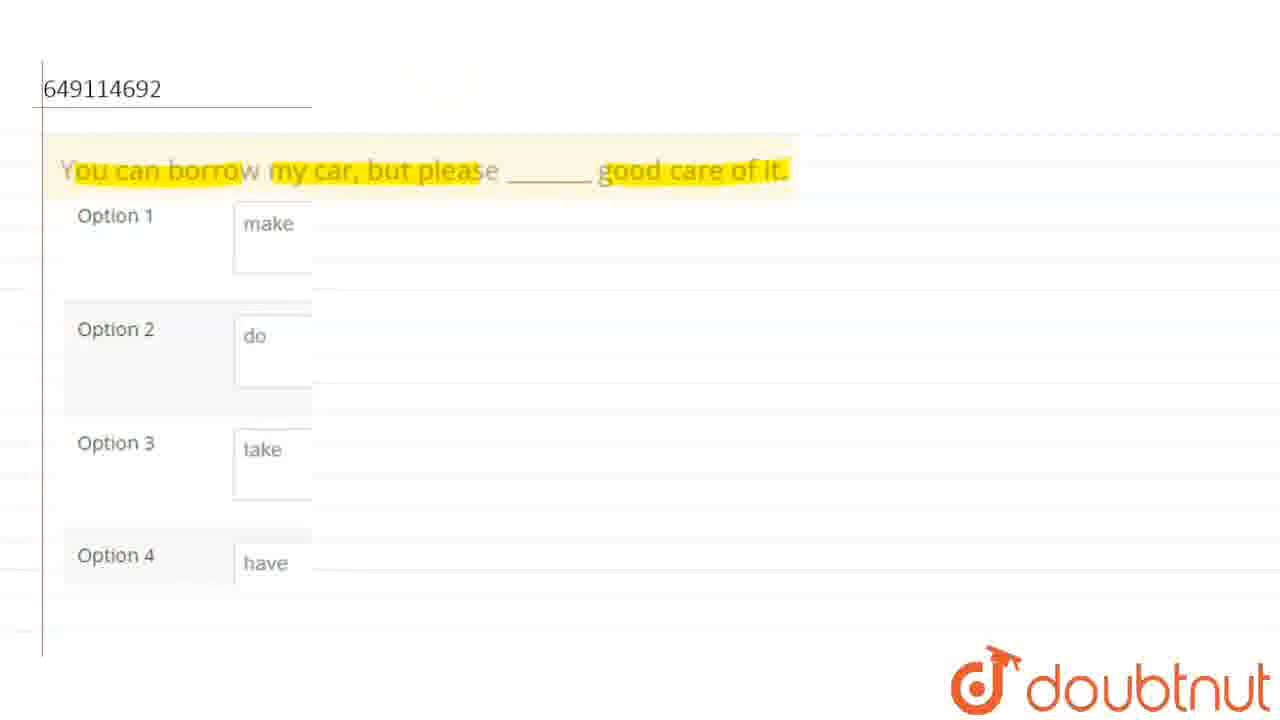 649114692
You can borrow my car, but please ______ good care of it.
Option 1 make
Option 2 do
Option 3 take
Option 4 have
doubtnut